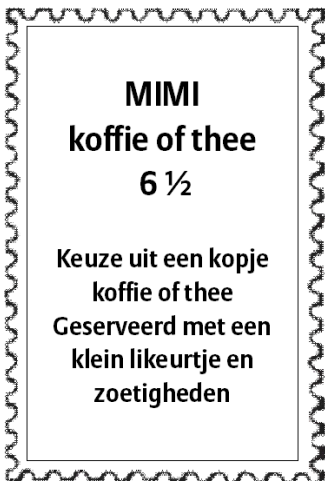 MIMI
koffie of thee
6 ½
Keuze uit een kopje
koffie of thee
Geserveerd met een
klein likeurtje en
zoetigheden